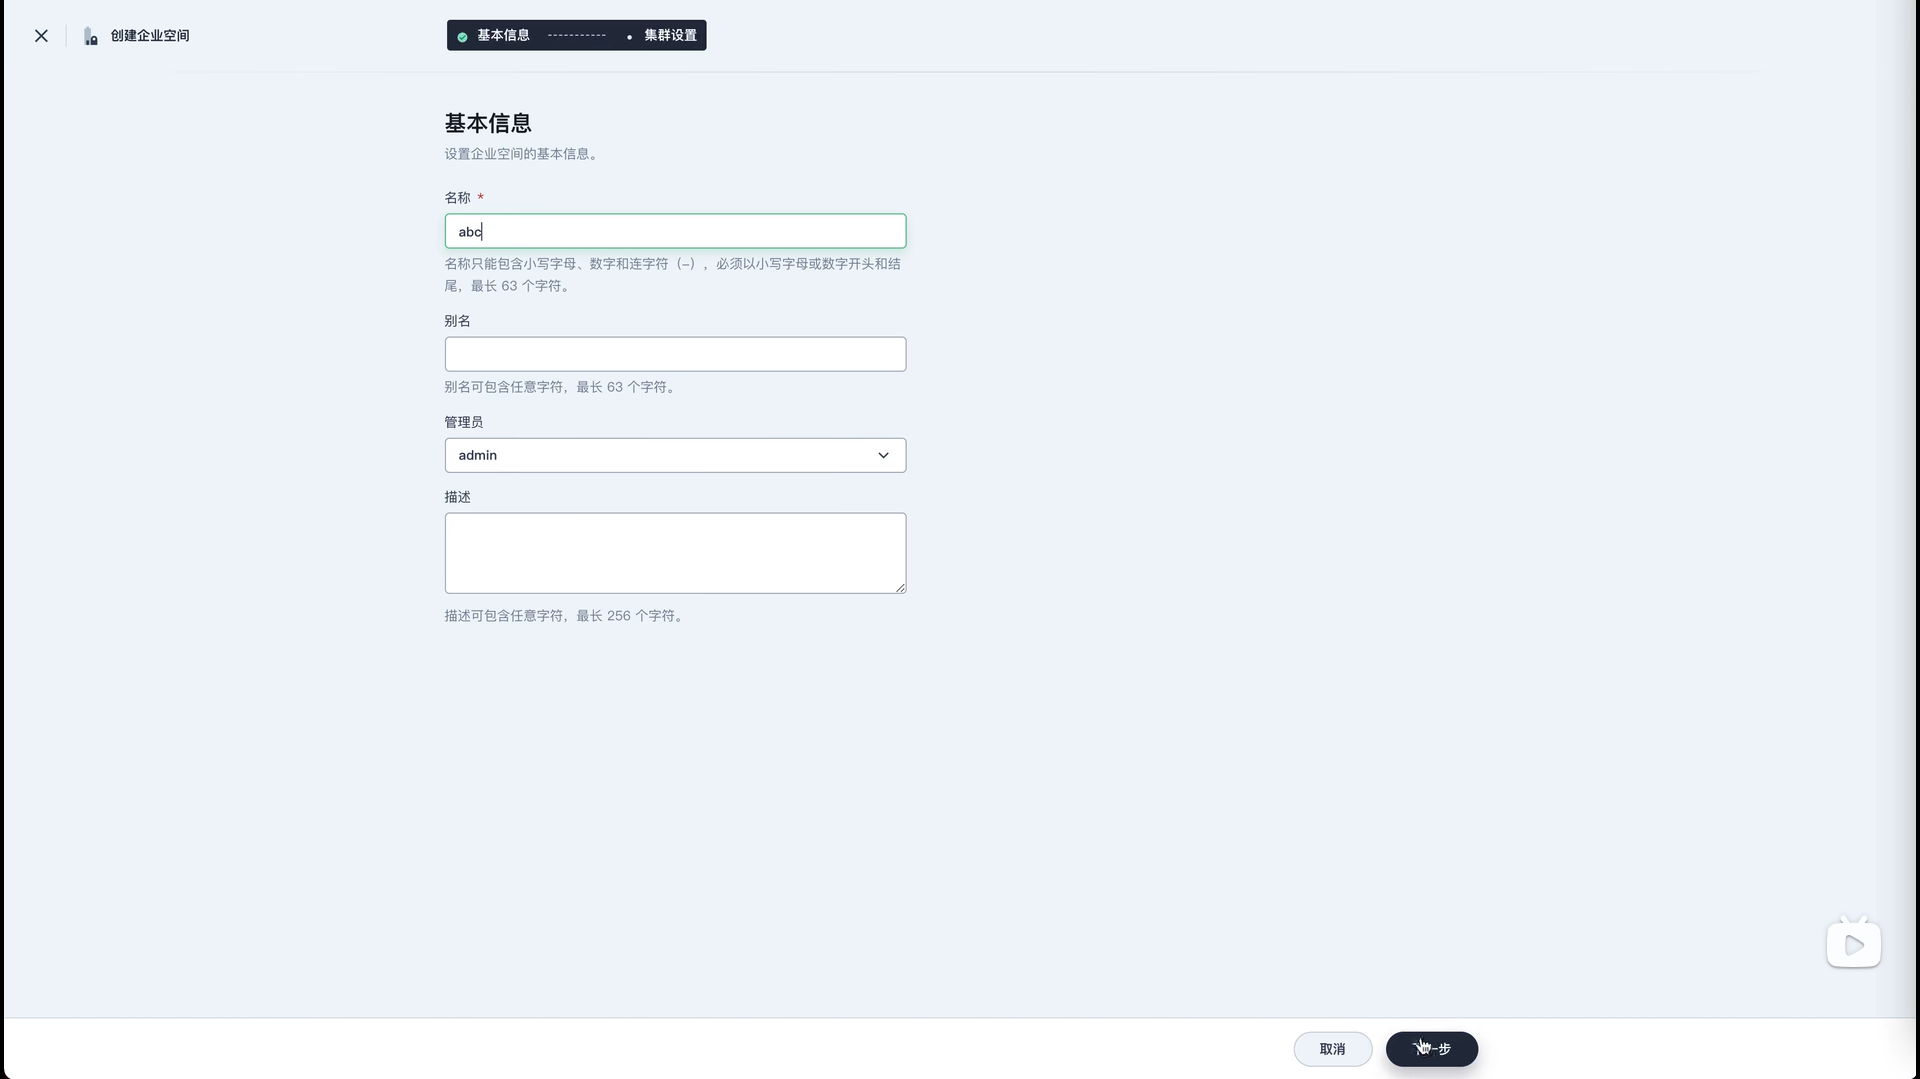 创建企业空间
基本信息 ----------- 集群设置
基本信息
设置企业空间的基本信息。
名称 *
abc
名称只能包含小写字母、数字和连字符（-），必须以小写字母或数字开头和结
尾，最长 63 个字符。
别名
别名可包含任意字符，最长 63 个字符。
管理员
admin
描述
描述可包含任意字符，最长 256 个字符。
取消
下一步